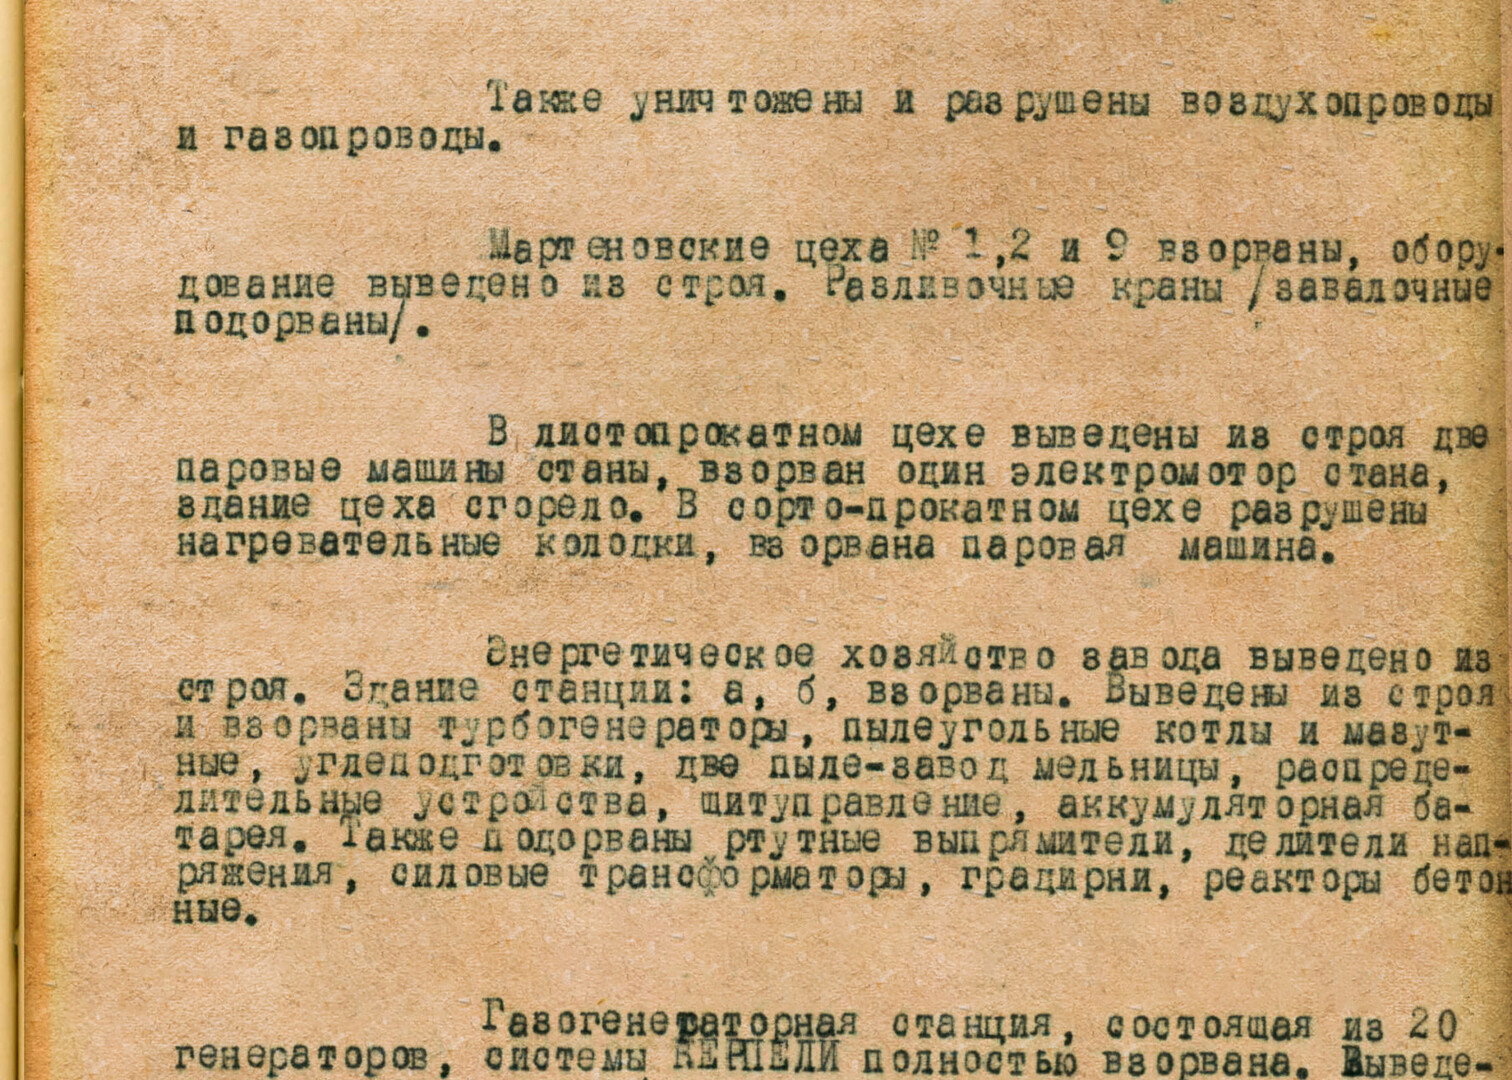 Также уничтожены и разрушены воздухопроводы
и газопроводы.
Мартеновские цеха № 1,2 и 9 взорваны, обору-
дование выведено из строя. Разливочные краны /завалочные
подорваны/.
В листопрокатном цехе выведены из строя две
паровые машины станы, взорван один электромотор стана,
здание цеха сгорело. В сорто-прокатном цехе разрушены
нагревательные колодки, взорвана паровая машина.
Энергетическое хозяйство завода выведено из
строя. Здание станции: а, б, взорваны. Выведены из строя
и взорваны турбогенераторы, пылеугольные котлы и мазут-
ные, углеподготовки, две пыле-завод мельницы, распреде-
лительные устройства, щитуправление, аккумуляторная ба-
тарея. Также подорваны ртутные выпрямители, делители нап-
ряжения, силовые трансформаторы, градирни, реакторы бетон
ные.
Газогенераторная станция, состоящая из 20
генераторов, системы КЕРПЕЛИ полностью взорвана. Выведе-